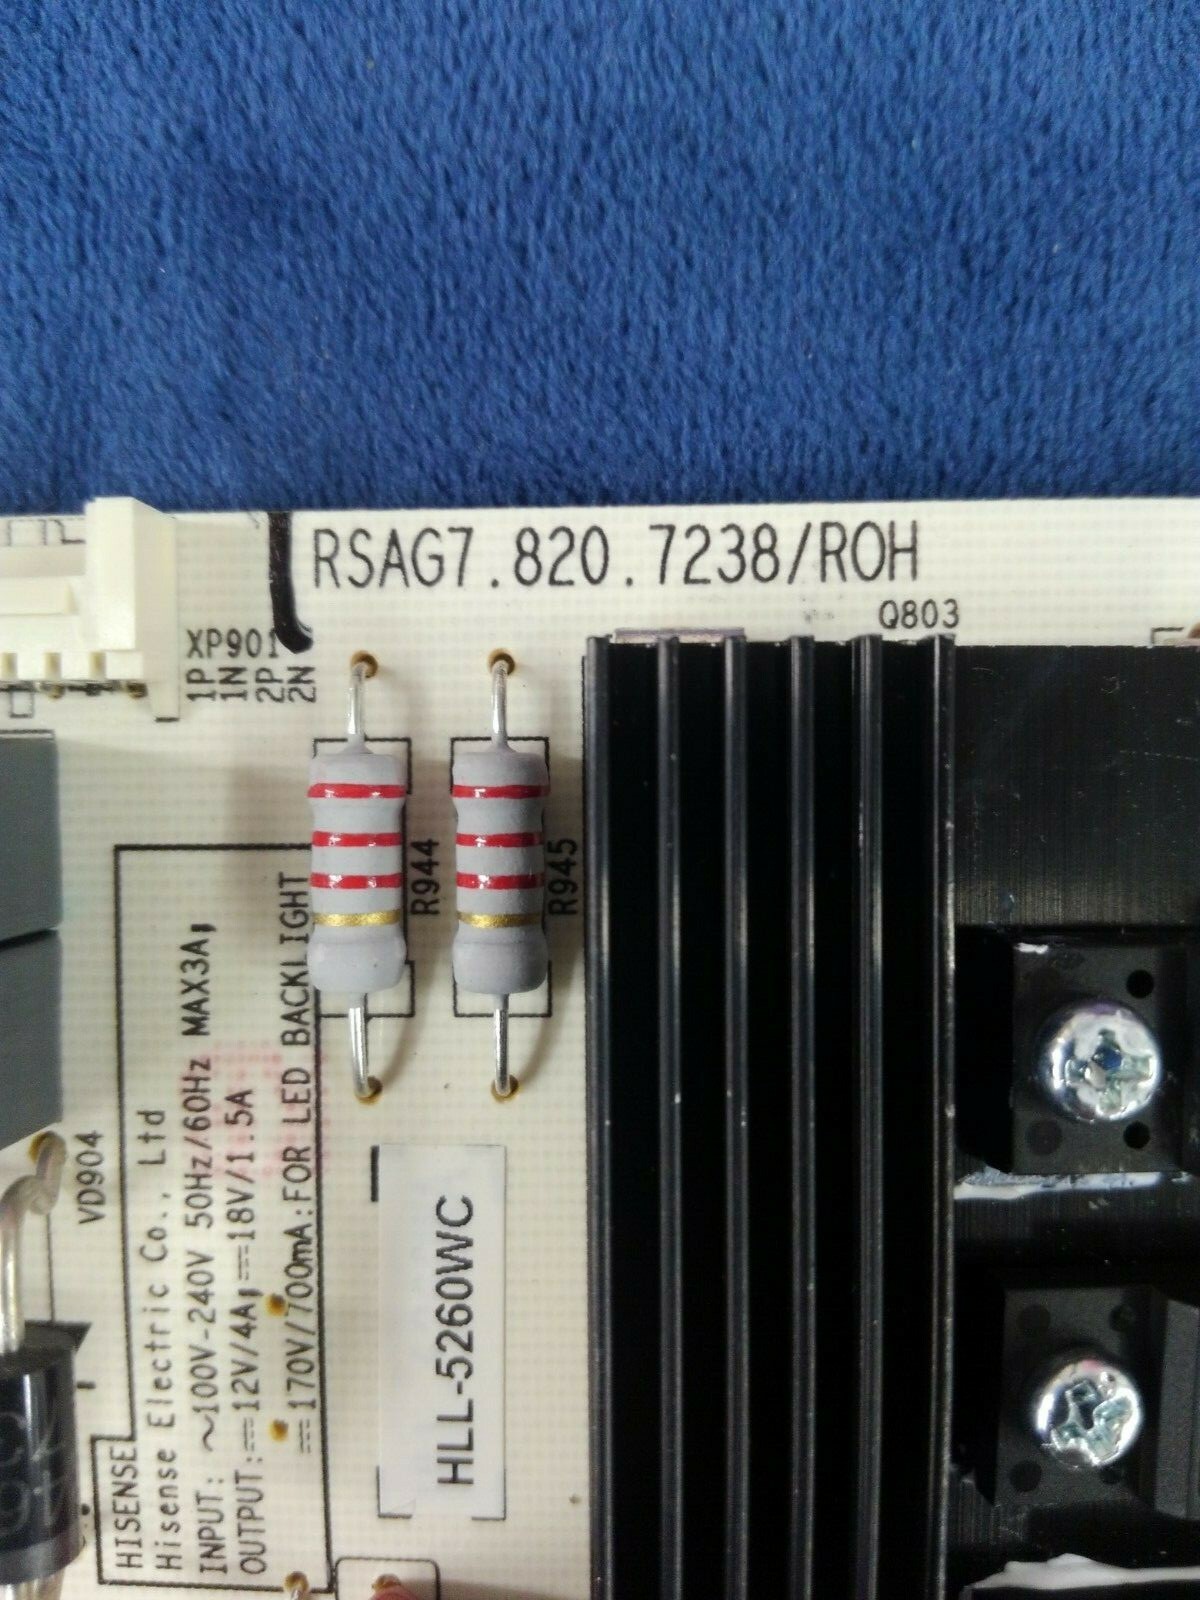 RSAG7.820.7238/ROH
Q803
XP901
1P
1N
2P
2N
R944
R945
VD904
HISENSE
Hisense Electric Co., Ltd
INPUT: ~100V-240V 50Hz/60Hz MAX3A;
OUTPUT:⎓12V/4A;⎓18V/1.5A
⎓170V/700mA:FOR LED BACKLIGHT
HLL-5260WC